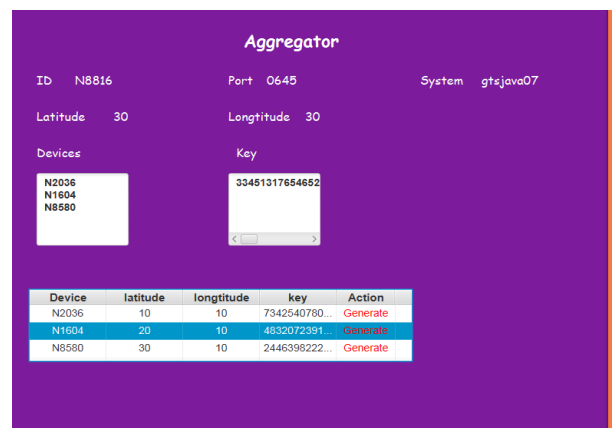 Aggregator
ID N8816 Port 0645 System gtsjava07
Latitude 30 Longtitude 30
Devices Key
N2036 33451317654652
N1604
N8580
Device latitude longtitude key Action
N2036 10 10 7342540780... Generate
N1604 20 10 4832072391... Generate
N8580 30 10 2446398222... Generate